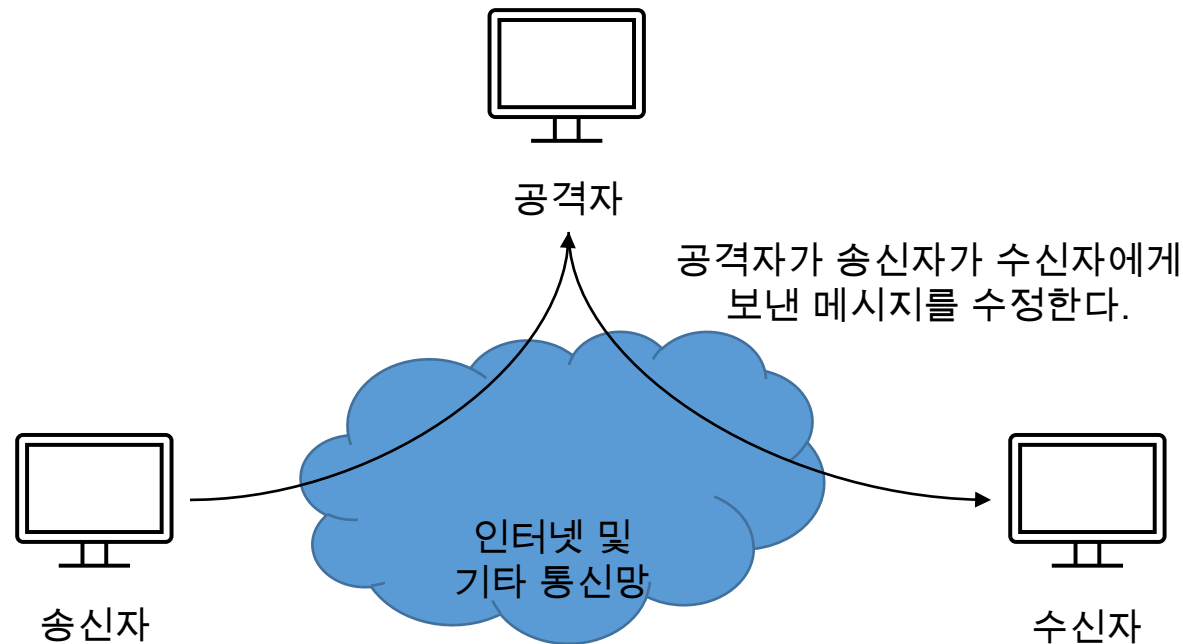 공격자
공격자가 송신자가 수신자에게
보낸 메시지를 수정한다.
인터넷 및
기타 통신망
송신자
수신자